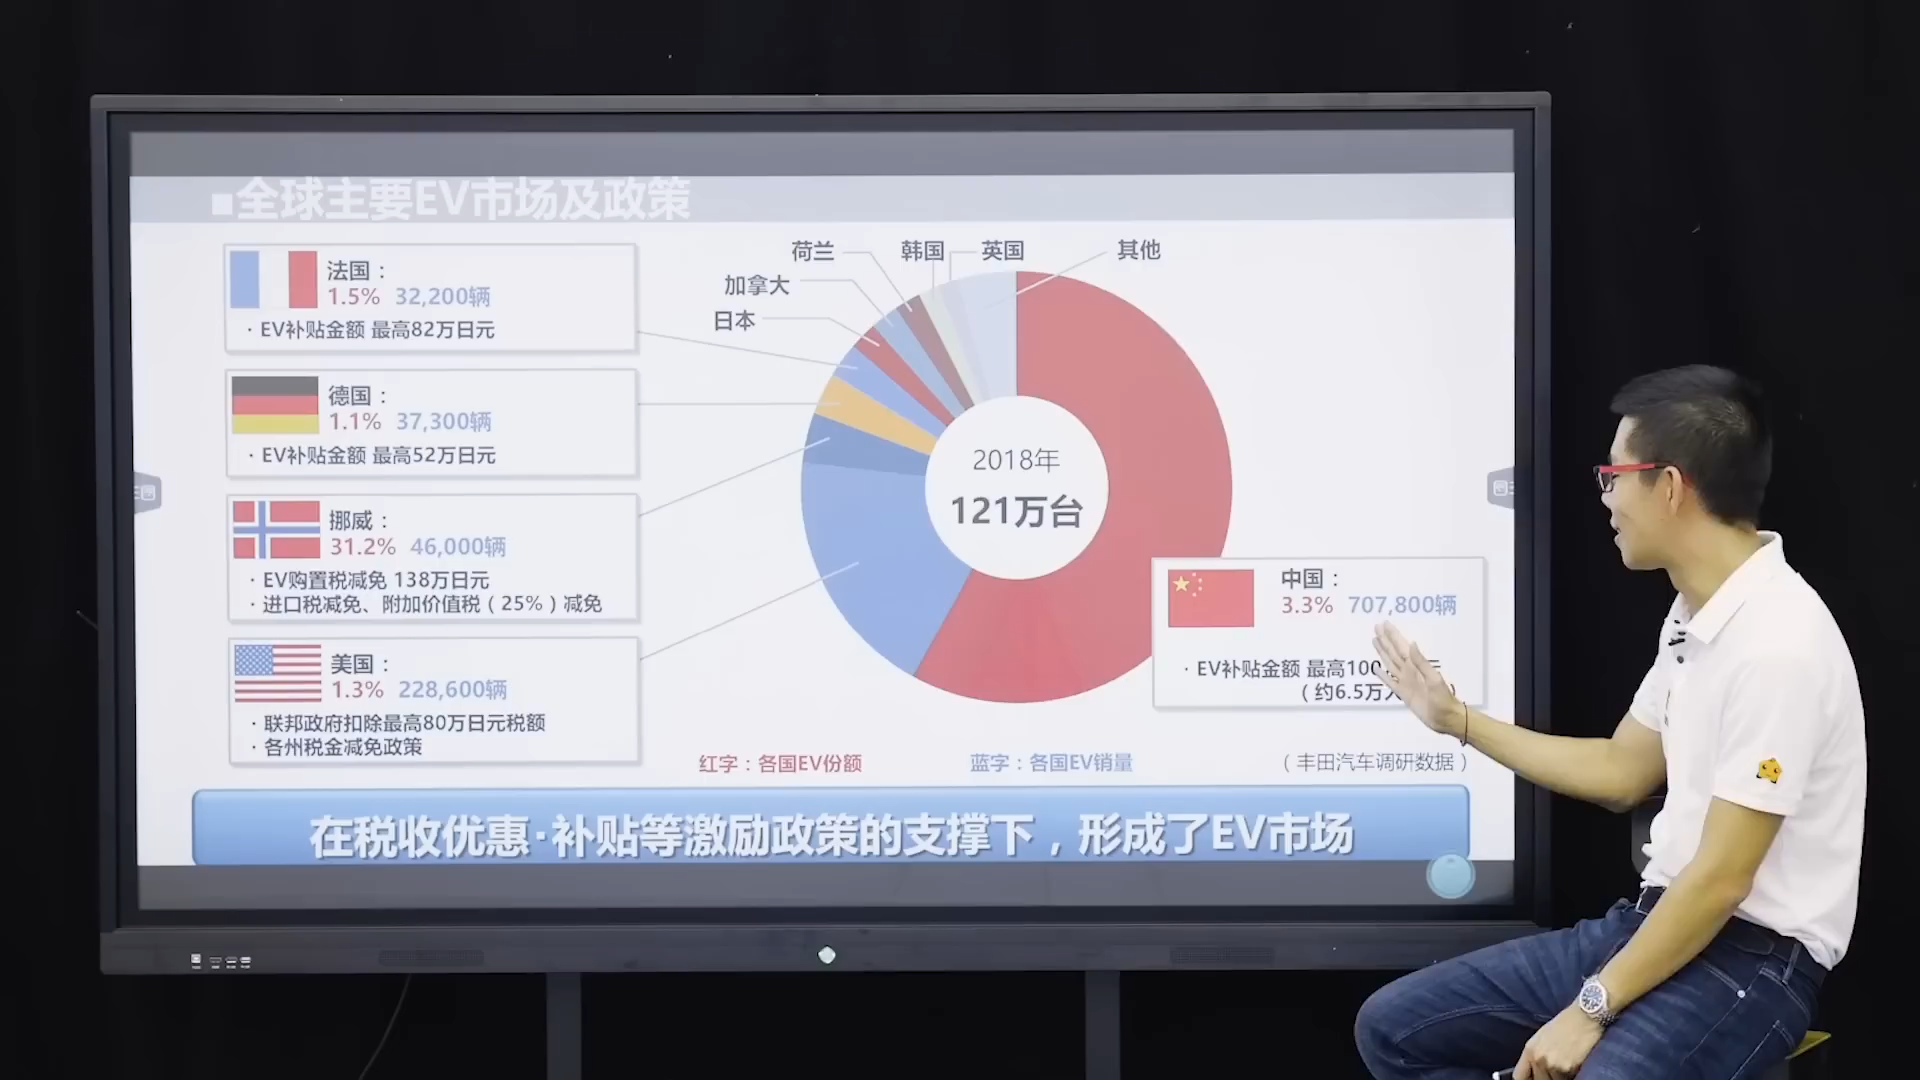 ■全球主要EV市场及政策
法国：
1.5% 32,200辆
· EV补贴金额 最高82万日元
德国：
1.1% 37,300辆
· EV补贴金额 最高52万日元
挪威：
31.2% 46,000辆
· EV购置税减免 138万日元
· 进口税减免、附加价值税（25%）减免
美国：
1.3% 228,600辆
· 联邦政府扣除最高80万日元税额
· 各州税金减免政策
荷兰
韩国
英国
其他
加拿大
日本
2018年
121万台
中国：
3.3% 707,800辆
· EV补贴金额 最高100
（约6.5万
红字：各国EV份额
蓝字：各国EV销量
（丰田汽车调研数据）
在税收优惠·补贴等激励政策的支撑下，形成了EV市场